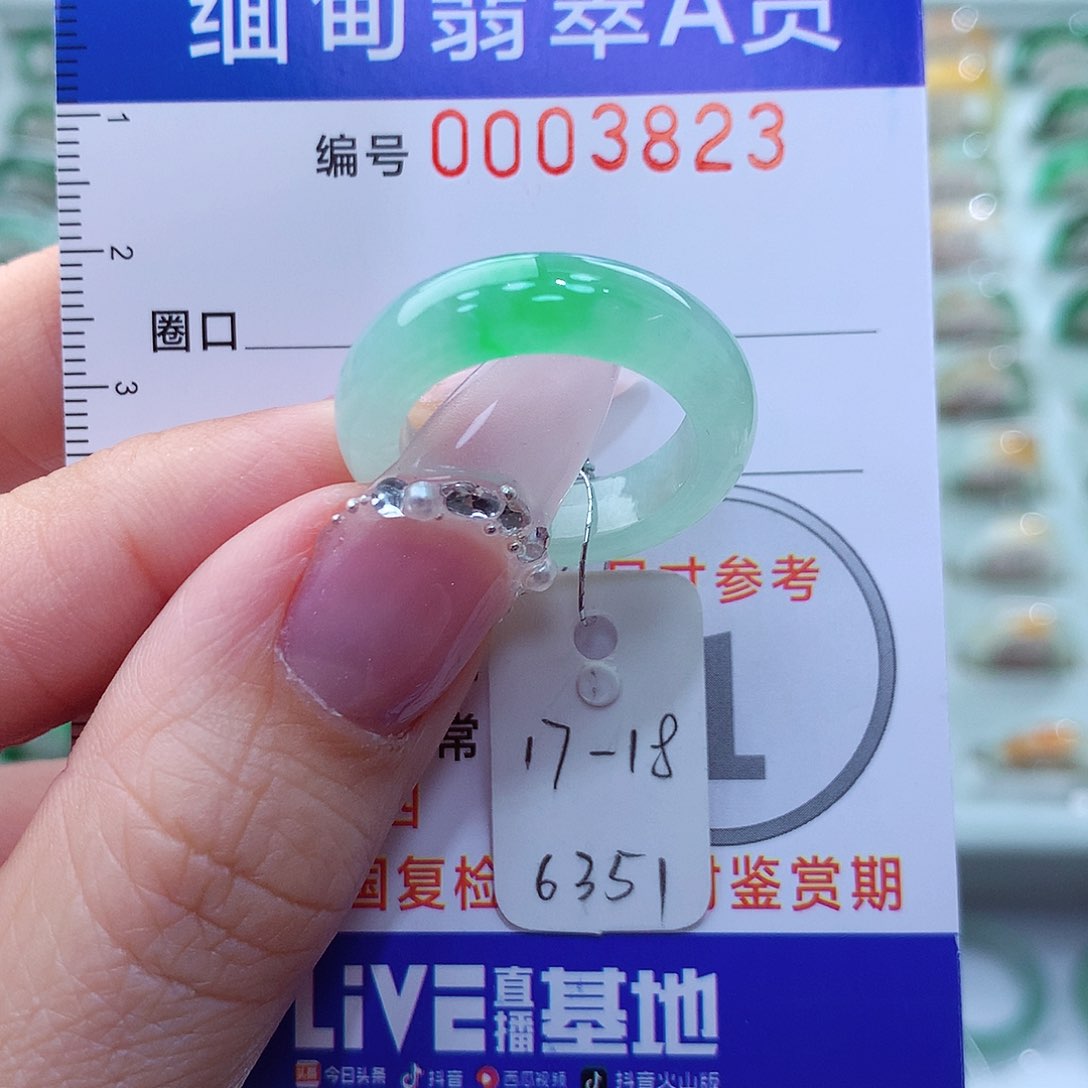 缅甸翡翠A货
编号 0003823
1
2
圈口
3
尺寸参考
L
17-18
常
6351
国复检
时鉴赏期
LiVE直播基地
今日头条 抖音 西瓜视频 抖音火山版